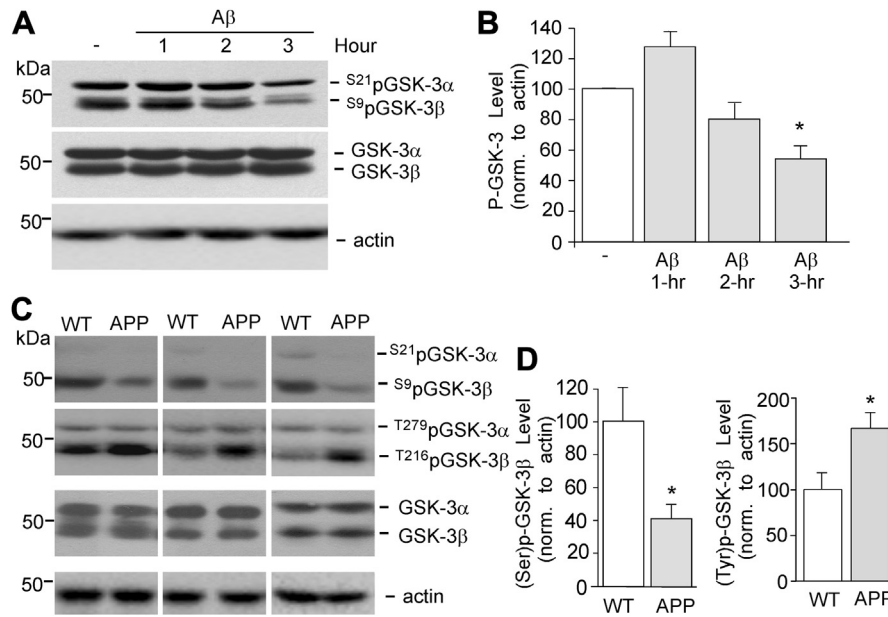 A
Aβ
- 1 2 3 Hour
kDa
50
S21pGSK-3α
S9pGSK-3β
50
GSK-3α
GSK-3β
50
actin
B
P-GSK-3 Level
(norm. to actin)
140
120
100
80
60
40
20
0
*
- Aβ Aβ Aβ
1-hr 2-hr 3-hr
C
WT APP WT APP WT APP
kDa
50
S21pGSK-3α
S9pGSK-3β
50
T279pGSK-3α
T216pGSK-3β
50
GSK-3α
GSK-3β
50
actin
D
(Ser)p-GSK-3β Level
(norm. to actin)
120
100
80
60
40
20
0
*
WT APP
(Tyr)p-GSK-3β Level
(norm. to actin)
200
150
100
50
0
*
WT APP